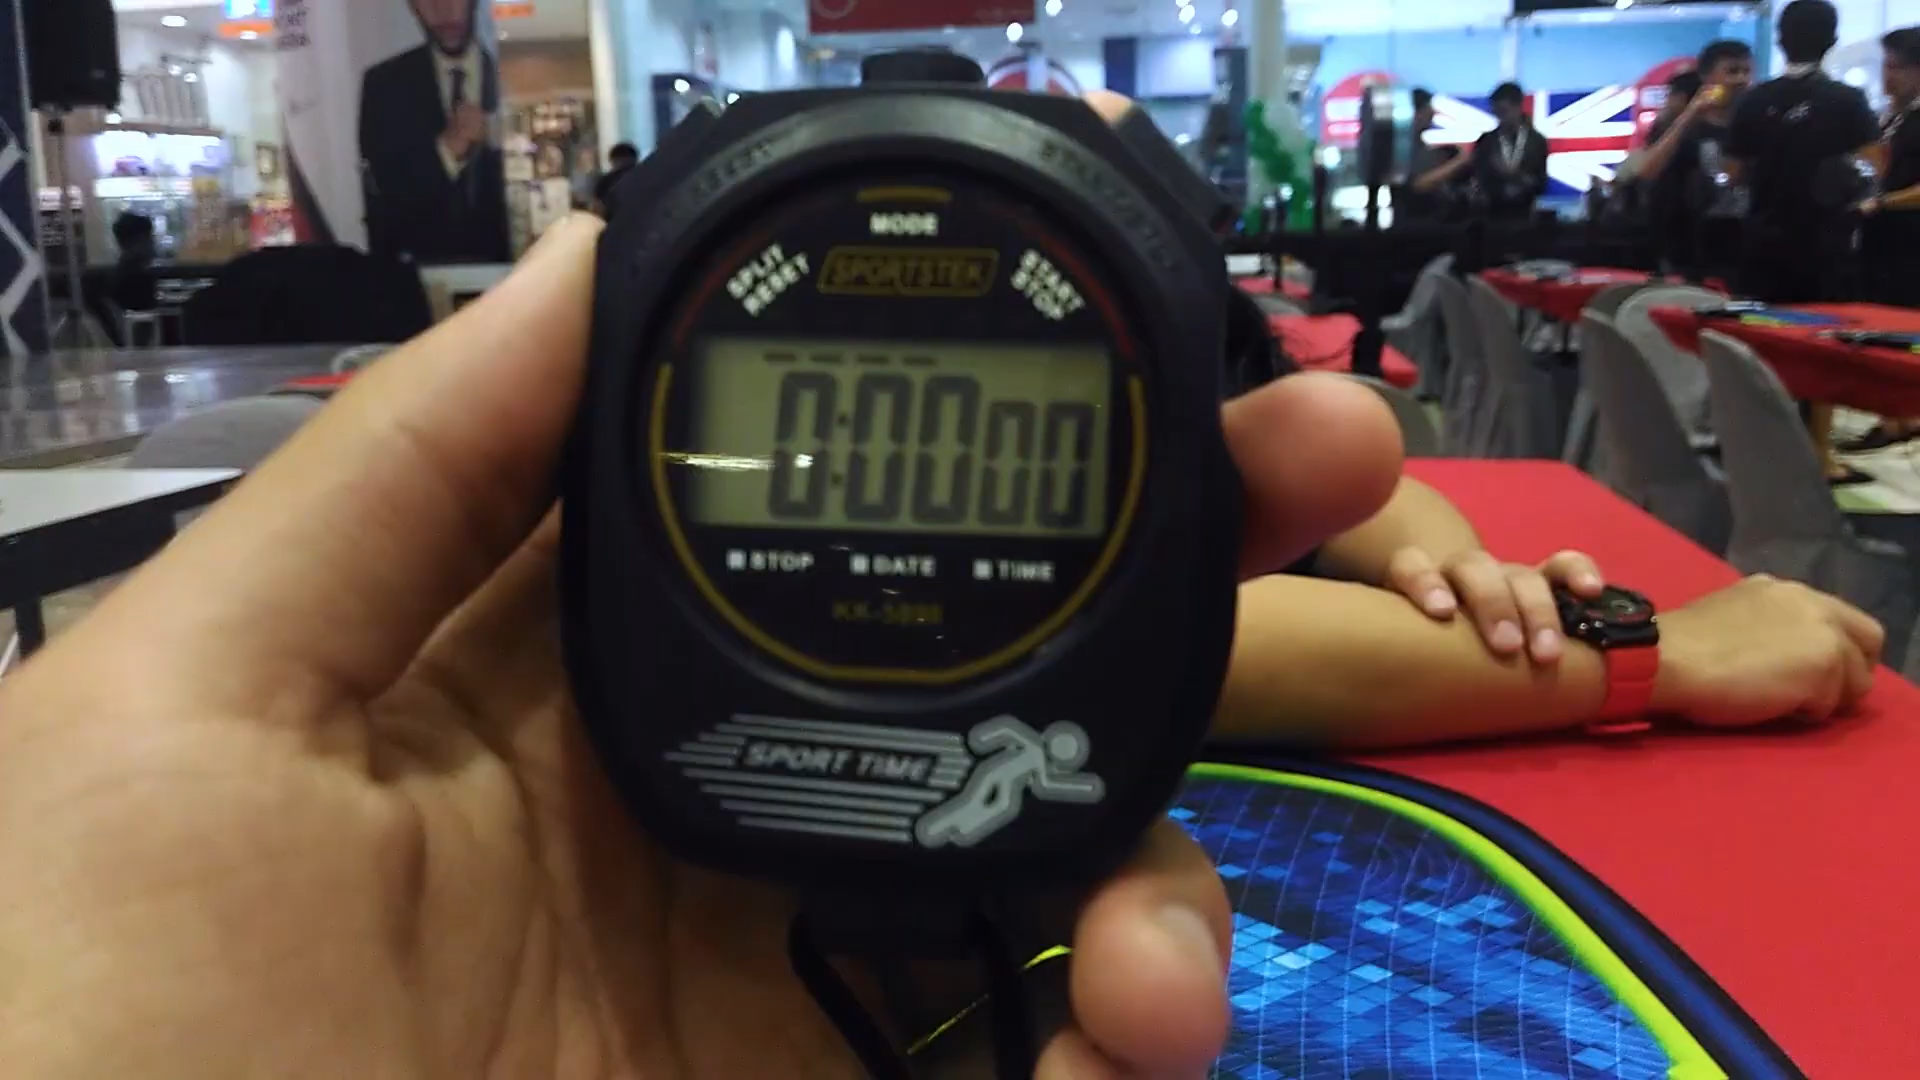 MODE
SPLIT
RESET
SPORTSTEK
START
STOP
0:0000
STOP
DATE
TIME
SPORT TIME